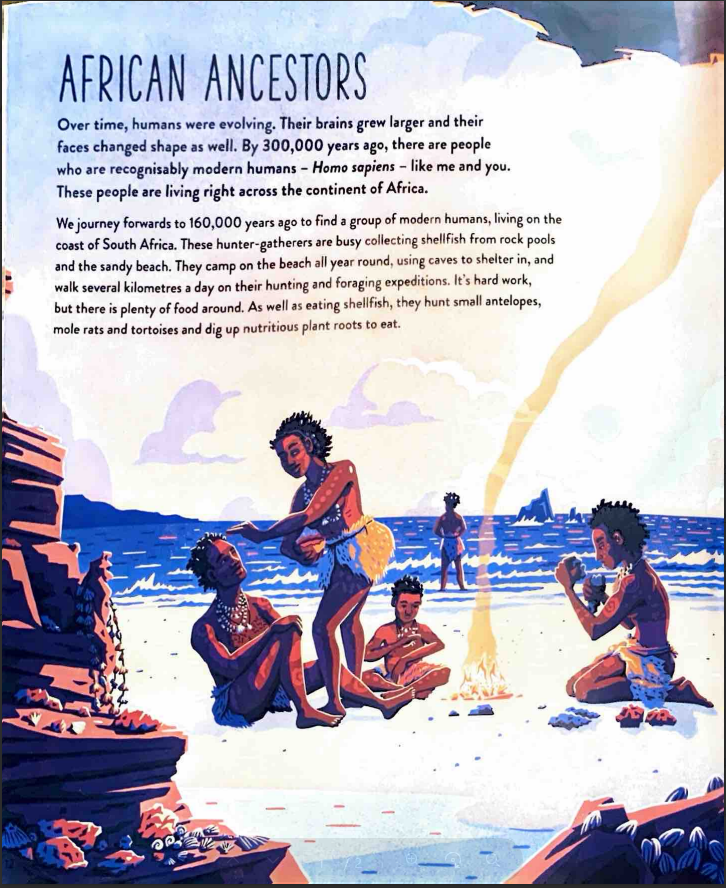 AFRICAN ANCESTORS
Over time, humans were evolving. Their brains grew larger and their
faces changed shape as well. By 300,000 years ago, there are people
who are recognisably modern humans – Homo sapiens – like me and you.
These people are living right across the continent of Africa.
We journey forwards to 160,000 years ago to find a group of modern humans, living on the
coast of South Africa. These hunter-gatherers are busy collecting shellfish from rock pools
and the sandy beach. They camp on the beach all year round, using caves to shelter in, and
walk several kilometres a day on their hunting and foraging expeditions. It's hard work,
but there is plenty of food around. As well as eating shellfish, they hunt small antelopes,
mole rats and tortoises and dig up nutritious plant roots to eat.